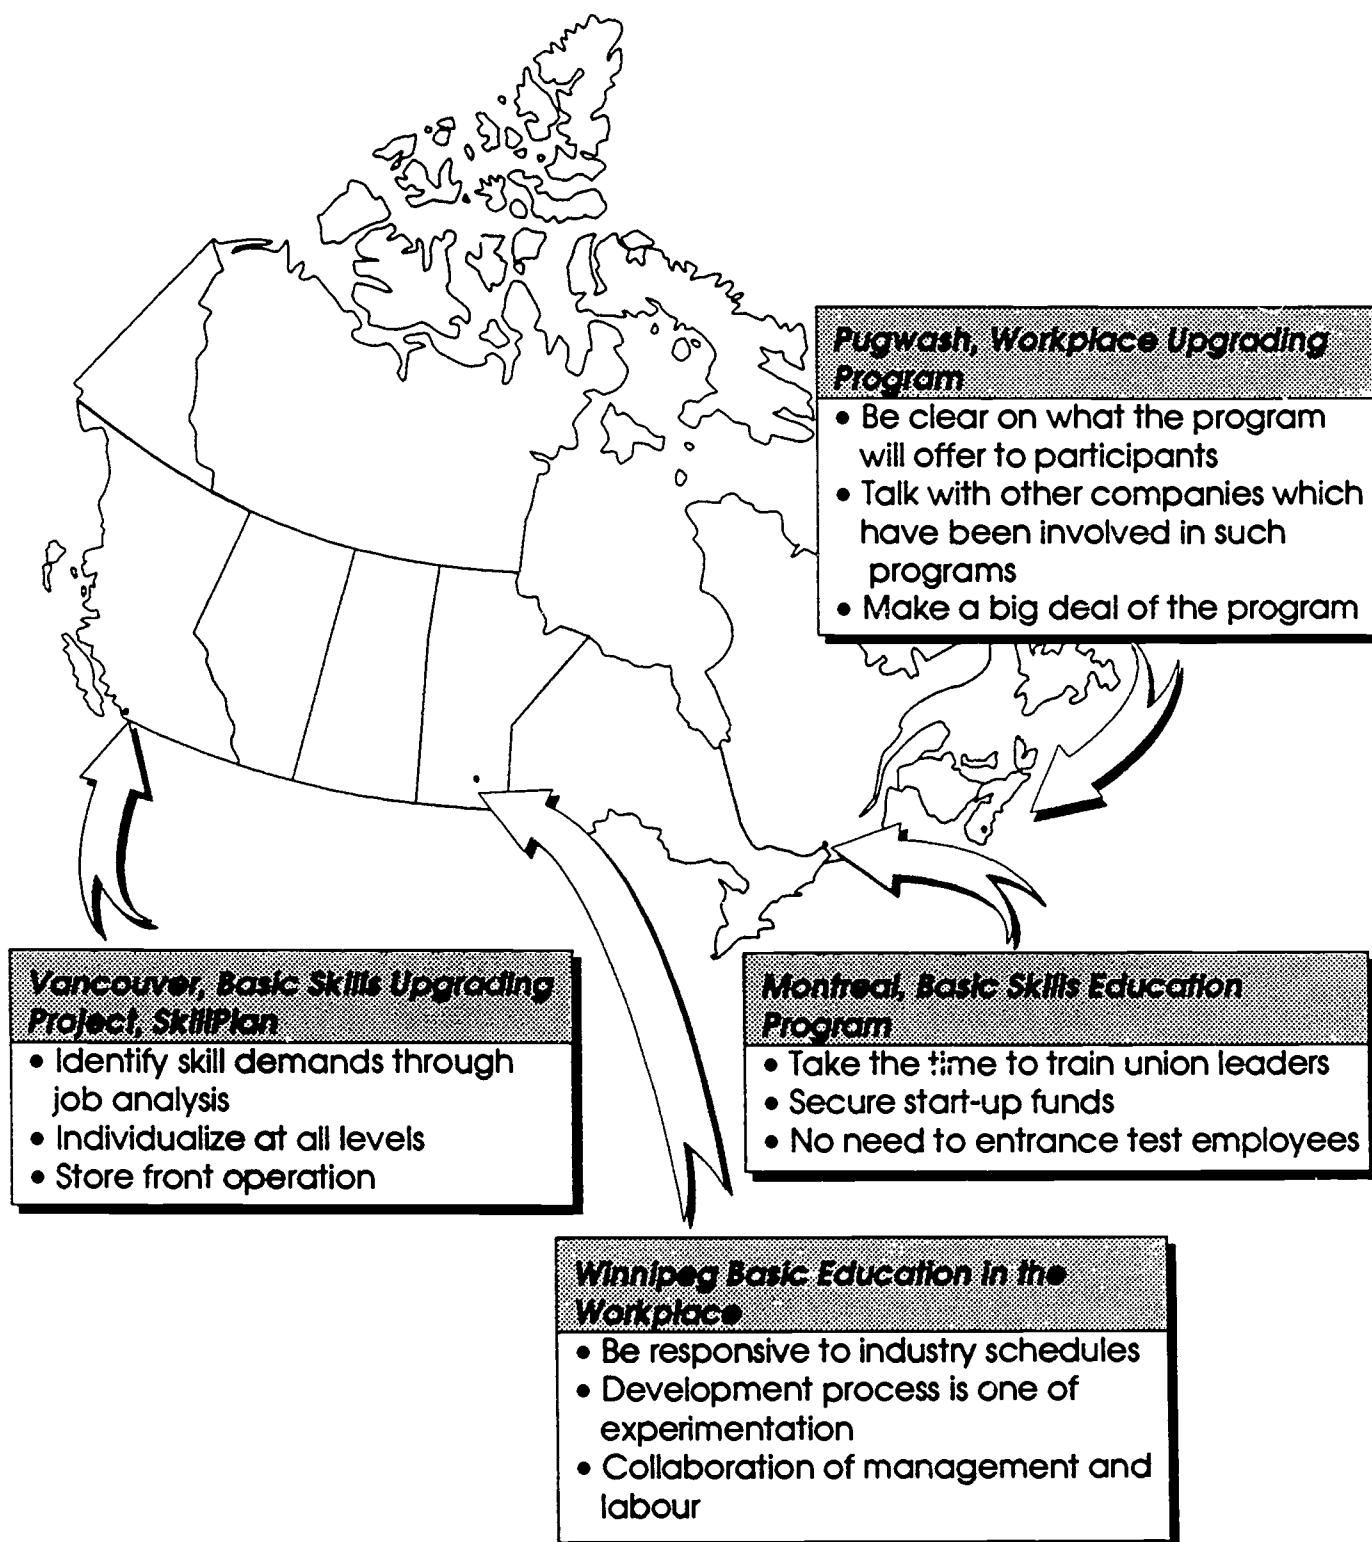 Pugwash, Workplace Upgrading
Program
• Be clear on what the program
will offer to participants
• Talk with other companies which
have been involved in such
programs
• Make a big deal of the program
Vancouver, Basic Skills Upgrading
Project, SkillPlan
• Identify skill demands through
job analysis
• Individualize at all levels
• Store front operation
Montreal, Basic Skills Education
Program
• Take the time to train union leaders
• Secure start-up funds
• No need to entrance test employees
Winnipeg Basic Education in the
Workplace
• Be responsive to industry schedules
• Development process is one of
experimentation
• Collaboration of management and
labour